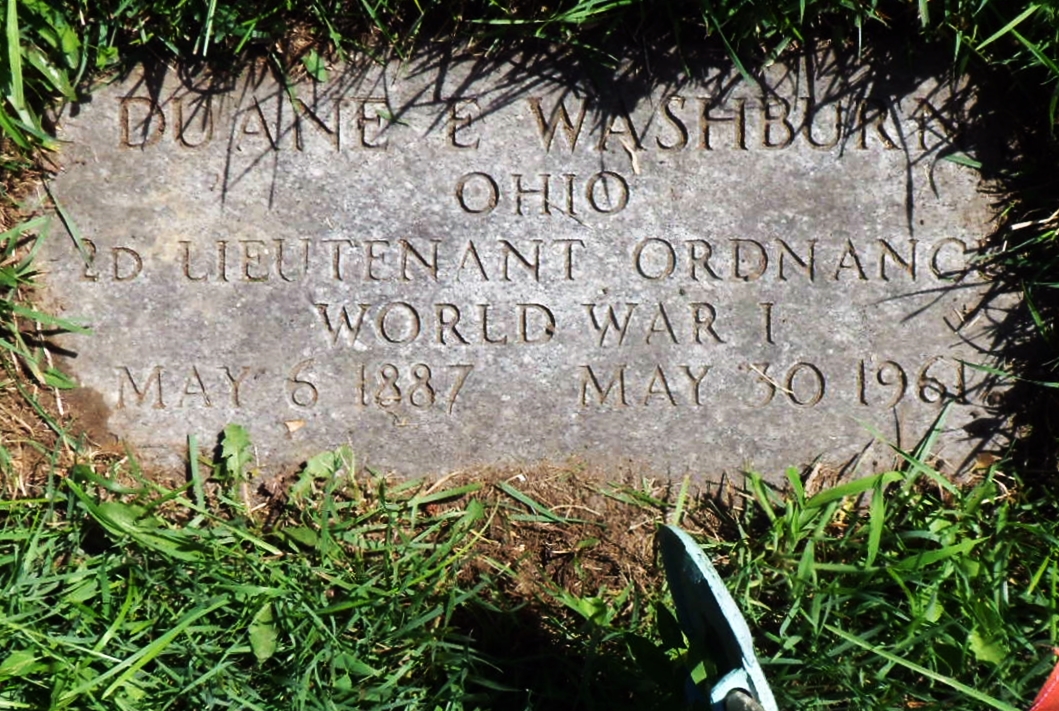 DUANE E WASHBURN
OHIO
2D LIEUTENANT ORDNANCE
WORLD WAR I
MAY 6 1887 MAY 30 1961